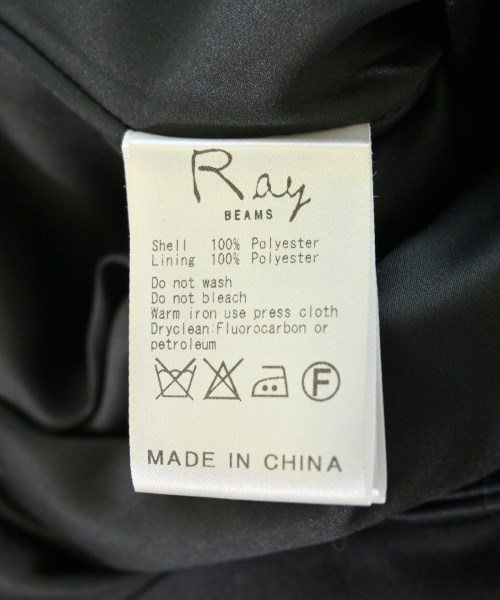 Ray
BEAMS
Shell 100% Polyester
Lining 100% Polyester
Do not wash
Do not bleach
Warm iron use press cloth
Dryclean:Fluorocarbon or
petroleum
F
MADE IN CHINA